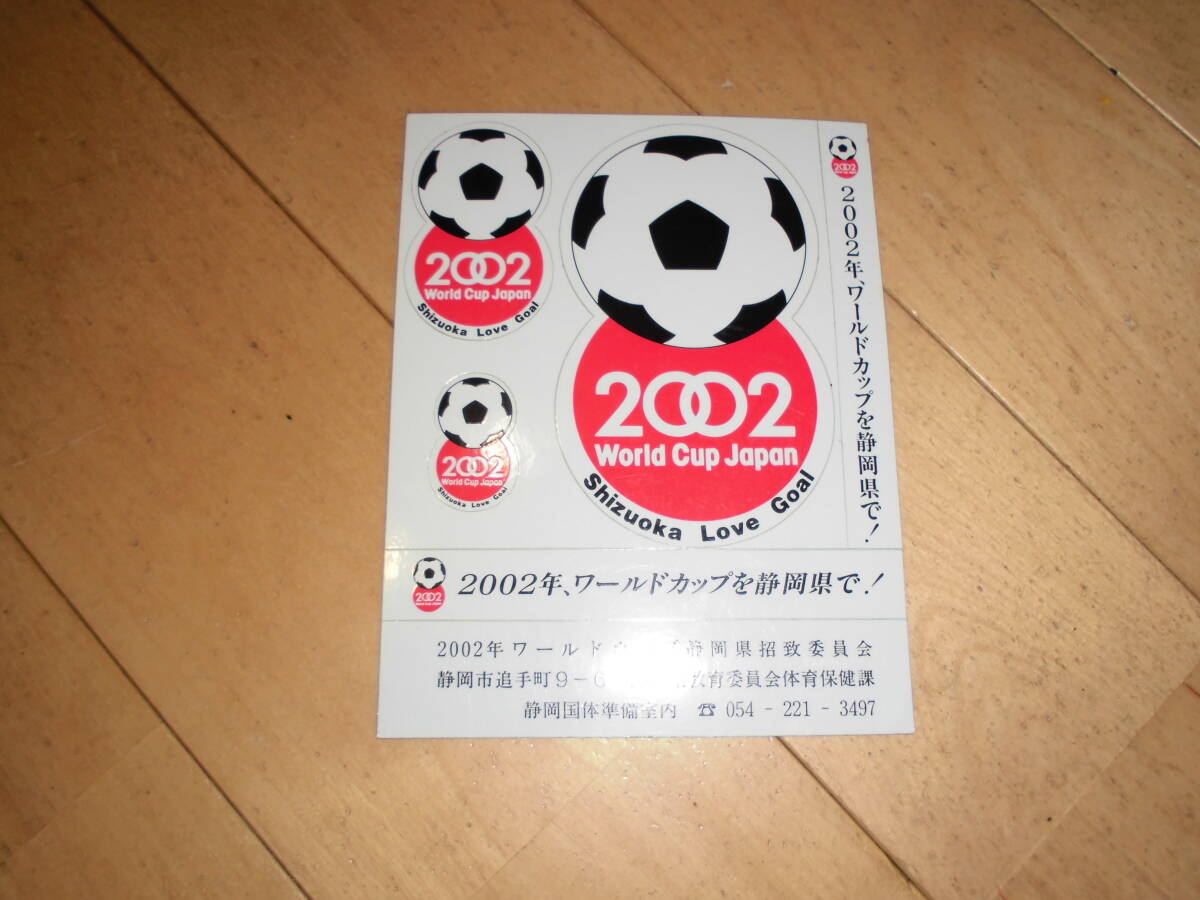 2002
World Cup Japan
Shizuoka Love Goal
2002
World Cup Japan
Shizuoka Love Goal
2002
World Cup Japan
Shizuoka Love Goal
2002
2002年、ワールドカップを静岡県で!
2002
2002年、ワールドカップを静岡県で!
2002年ワールド 静岡県招致委員会
静岡市追手町9-6 教育委員会体育保健課
静岡国体準備室内 ☎ 054-221-3497